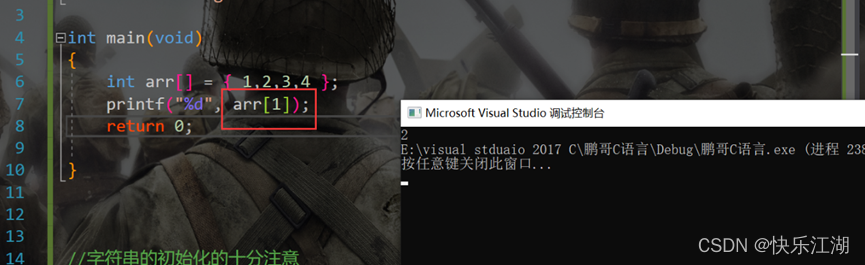 3
4 int main(void)
5 {
6 int arr[] = { 1,2,3,4 };
7 printf("%d", arr[1]);
8 return 0;
9
10 }
11
12
13
14 //字符串的初始化的十分注意
Microsoft Visual Studio 调试控制台
2
E:\visual stduaio 2017 C\鹏哥C语言\Debug\鹏哥C语言.exe (进程 238
按任意键关闭此窗口...
CSDN @快乐江湖